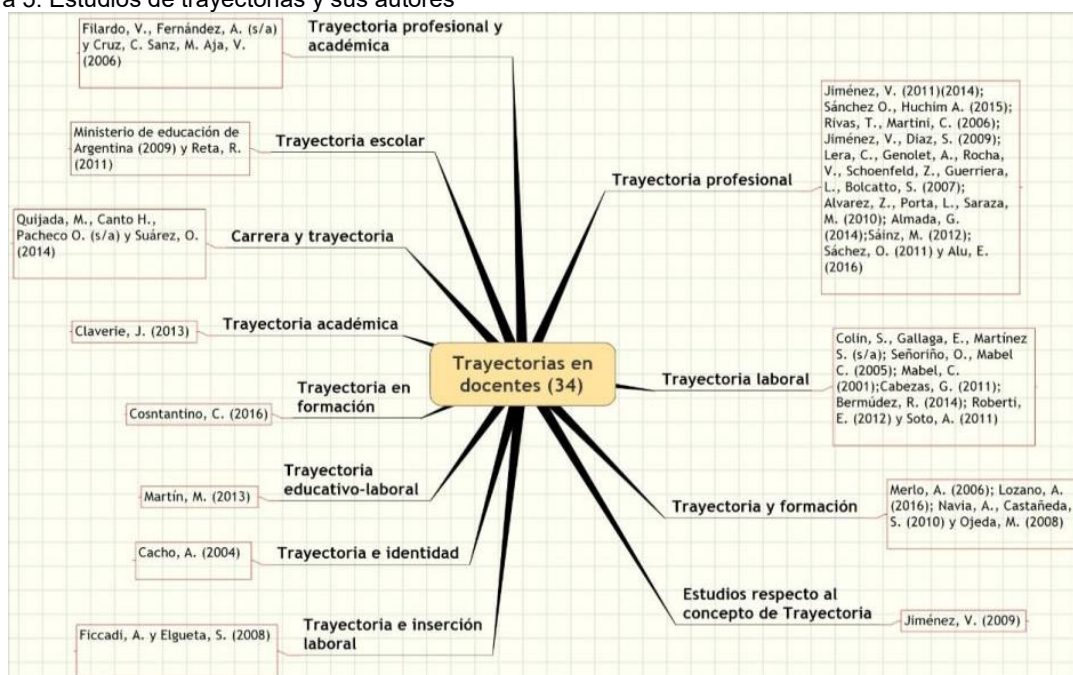 a 5. Estudios de trayectorias y sus autores
Filardo, V., Fernández, A. (s/a)
y Cruz, C. Sanz, M. Aja, V.
(2006)
Trayectoria profesional y
académica
Ministerio de educación de
Argentina (2009) y Reta, R.
(2011)
Trayectoria escolar
Quijada, M., Canto H.,
Pacheco O. (s/a) y Suárez, O.
(2014)
Carrera y trayectoria
Claverie, J. (2013)
Trayectoria académica
Cosntantino, C. (2016)
Trayectoria en
formación
Martín, M. (2013)
Trayectoria
educativo-laboral
Cacho, A. (2004)
Trayectoria e identidad
Ficcadi, A. y Elgueta, S. (2008)
Trayectoria e inserción
laboral
Trayectorias en
docentes (34)
Trayectoria profesional
Jiménez, V. (2011)(2014);
Sánchez O., Huchim A. (2015);
Rivas, T., Martini, C. (2006);
Jiménez, V., Diaz, S. (2009);
Lera, C., Genolet, A., Rocha,
V., Schoenfeld, Z., Guerriera,
L., Bolcatto, S. (2007);
Alvarez, Z., Porta, L., Saraza,
M. (2010); Almada, G.
(2014);Sáinz, M. (2012);
Sáchez, O. (2011) y Alu, E.
(2016)
Trayectoria laboral
Colin, S., Gallaga, E., Martínez
S. (s/a); Señoriño, O., Mabel
C. (2005); Mabel, C.
(2001);Cabezas, G. (2011);
Bermúdez, R. (2014); Roberti,
E. (2012) y Soto, A. (2011)
Trayectoria y formación
Merlo, A. (2006); Lozano, A.
(2016); Navia, A., Castañeda,
S. (2010) y Ojeda, M. (2008)
Estudios respecto al
concepto de Trayectoria
Jiménez, V. (2009)